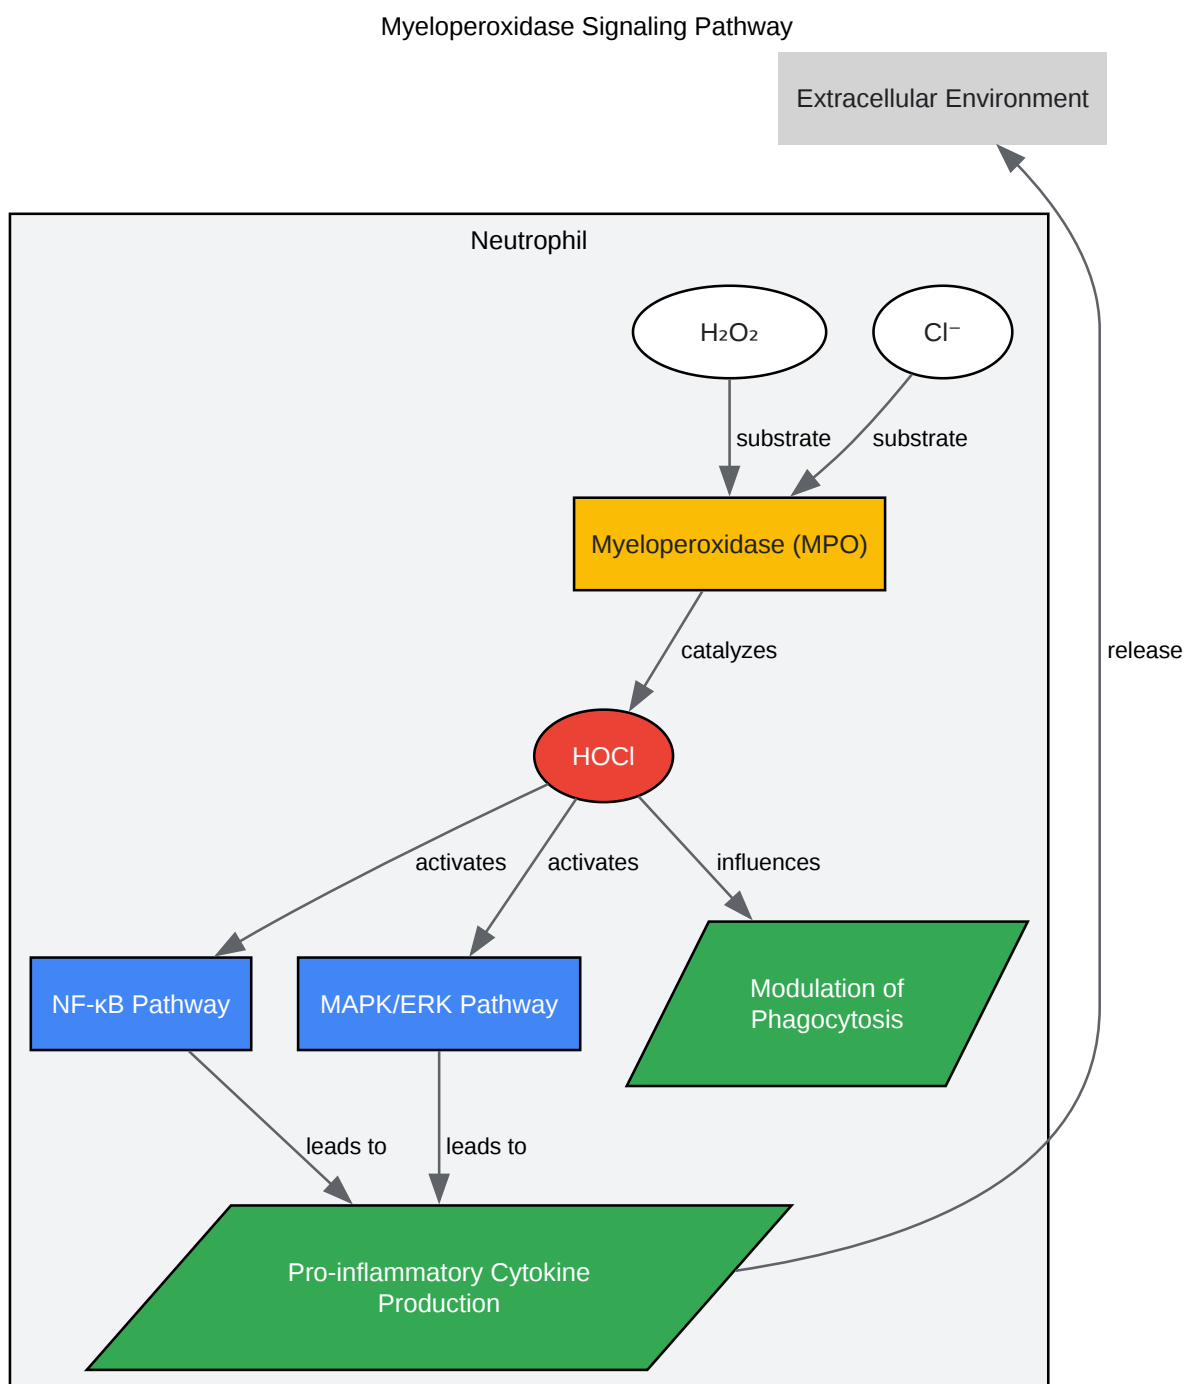 Myeloperoxidase Signaling Pathway
Extracellular Environment
Neutrophil
H₂O₂
Cl⁻
substrate
substrate
Myeloperoxidase (MPO)
catalyzes
release
HOCl
activates
activates
influences
NF-κB Pathway
MAPK/ERK Pathway
Modulation of
Phagocytosis
leads to
leads to
Pro-inflammatory Cytokine
Production